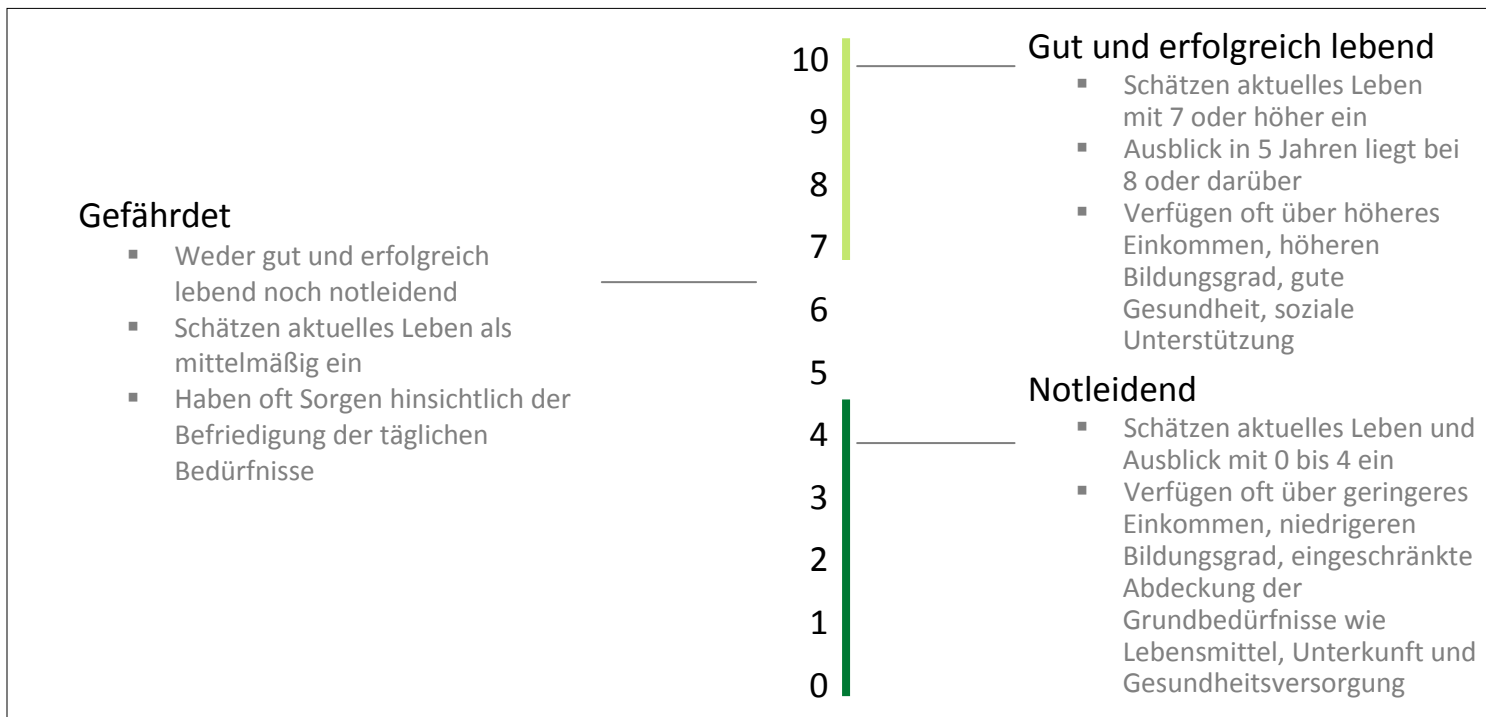 Gefährdet
▪ Weder gut und erfolgreich
lebend noch notleidend
▪ Schätzen aktuelles Leben als
mittelmäßig ein
▪ Haben oft Sorgen hinsichtlich der
Befriedigung der täglichen
Bedürfnisse
10
9
8
7
6
5
4
3
2
1
0
Gut und erfolgreich lebend
▪ Schätzen aktuelles Leben
mit 7 oder höher ein
▪ Ausblick in 5 Jahren liegt bei
8 oder darüber
▪ Verfügen oft über höheres
Einkommen, höheren
Bildungsgrad, gute
Gesundheit, soziale
Unterstützung
Notleidend
▪ Schätzen aktuelles Leben und
Ausblick mit 0 bis 4 ein
▪ Verfügen oft über geringeres
Einkommen, niedrigeren
Bildungsgrad, eingeschränkte
Abdeckung der
Grundbedürfnisse wie
Lebensmittel, Unterkunft und
Gesundheitsversorgung